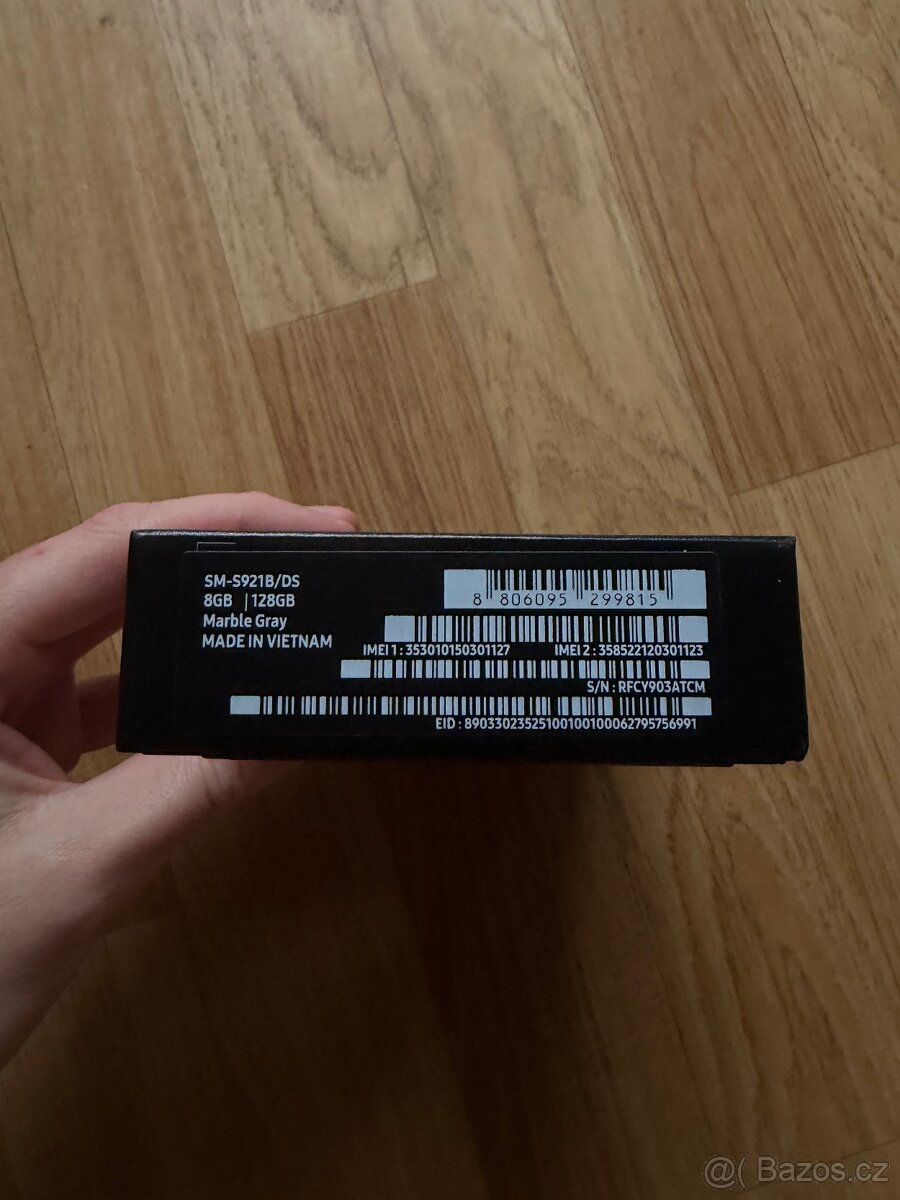 SM-S921B/DS
8GB | 128GB
Marble Gray
MADE IN VIETNAM
8 806095 299815
IMEI 1 : 353010150301127 IMEI 2 : 358522120301123
S/N : RFCY903ATCM
EID : 89033023525100100100062795756991
@( Bazos.cz